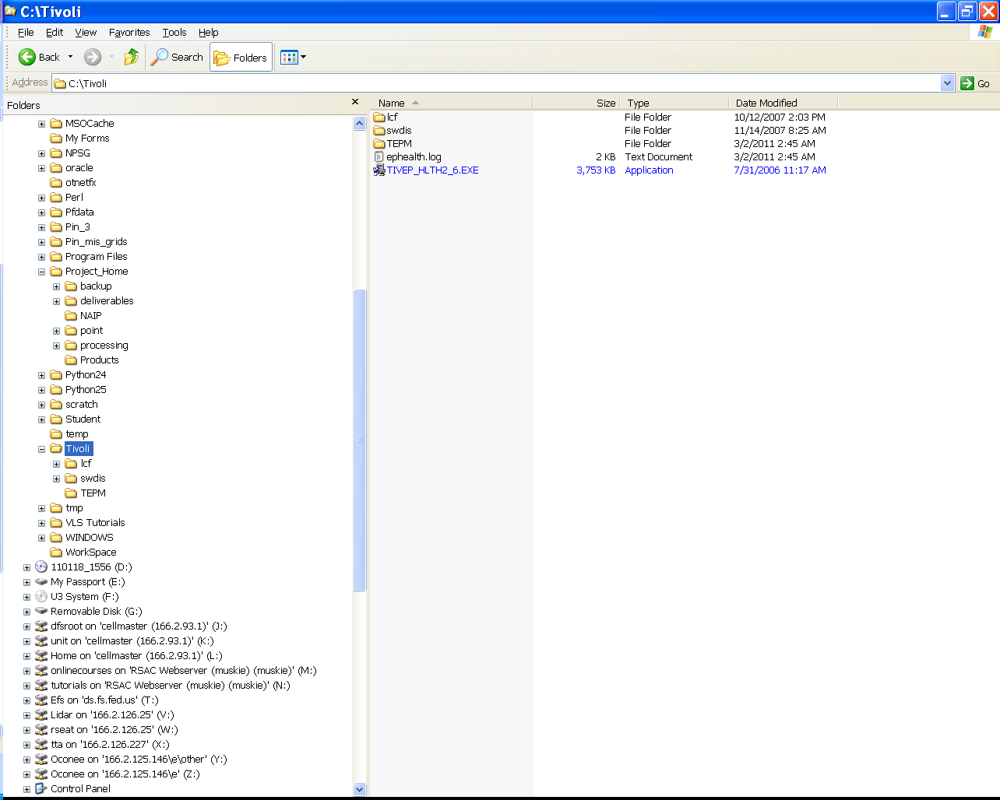 C:\Tivoli
File Edit View Favorites Tools Help
Back Search Folders
Address C:\Tivoli Go
Folders
Name Size Type Date Modified
MSOCache
My Forms
NPSG
oracle
otnetfx
Perl
Pfdata
Pin_3
Pin_mis_grids
Program Files
Project_Home
backup
deliverables
NAIP
point
processing
Products
Python24
Python25
scratch
Student
temp
Tivoli
lcf
swdis
TEPM
tmp
VLS Tutorials
WINDOWS
WorkSpace
110118_1556 (D:)
My Passport (E:)
U3 System (F:)
Removable Disk (G:)
dfsroot on 'cellmaster (166.2.93.1)' (J:)
unit on 'cellmaster (166.2.93.1)' (K:)
Home on 'cellmaster (166.2.93.1)' (L:)
onlinecourses on 'RSAC Webserver (muskie) (muskie)' (M:)
tutorials on 'RSAC Webserver (muskie) (muskie)' (N:)
Efs on 'ds.fs.fed.us' (T:)
Lidar on '166.2.126.25' (V:)
rseat on '166.2.126.25' (W:)
tta on '166.2.126.227' (X:)
Oconee on '166.2.125.146\e\other' (Y:)
Oconee on '166.2.125.146\e' (Z:)
Control Panel
lcf File Folder 10/12/2007 2:03 PM
swdis File Folder 11/14/2007 8:25 AM
TEPM File Folder 3/2/2011 2:45 AM
ephealth.log 2 KB Text Document 3/2/2011 2:45 AM
TIVEP_HLTH2_6.EXE 3,753 KB Application 7/31/2006 11:17 AM